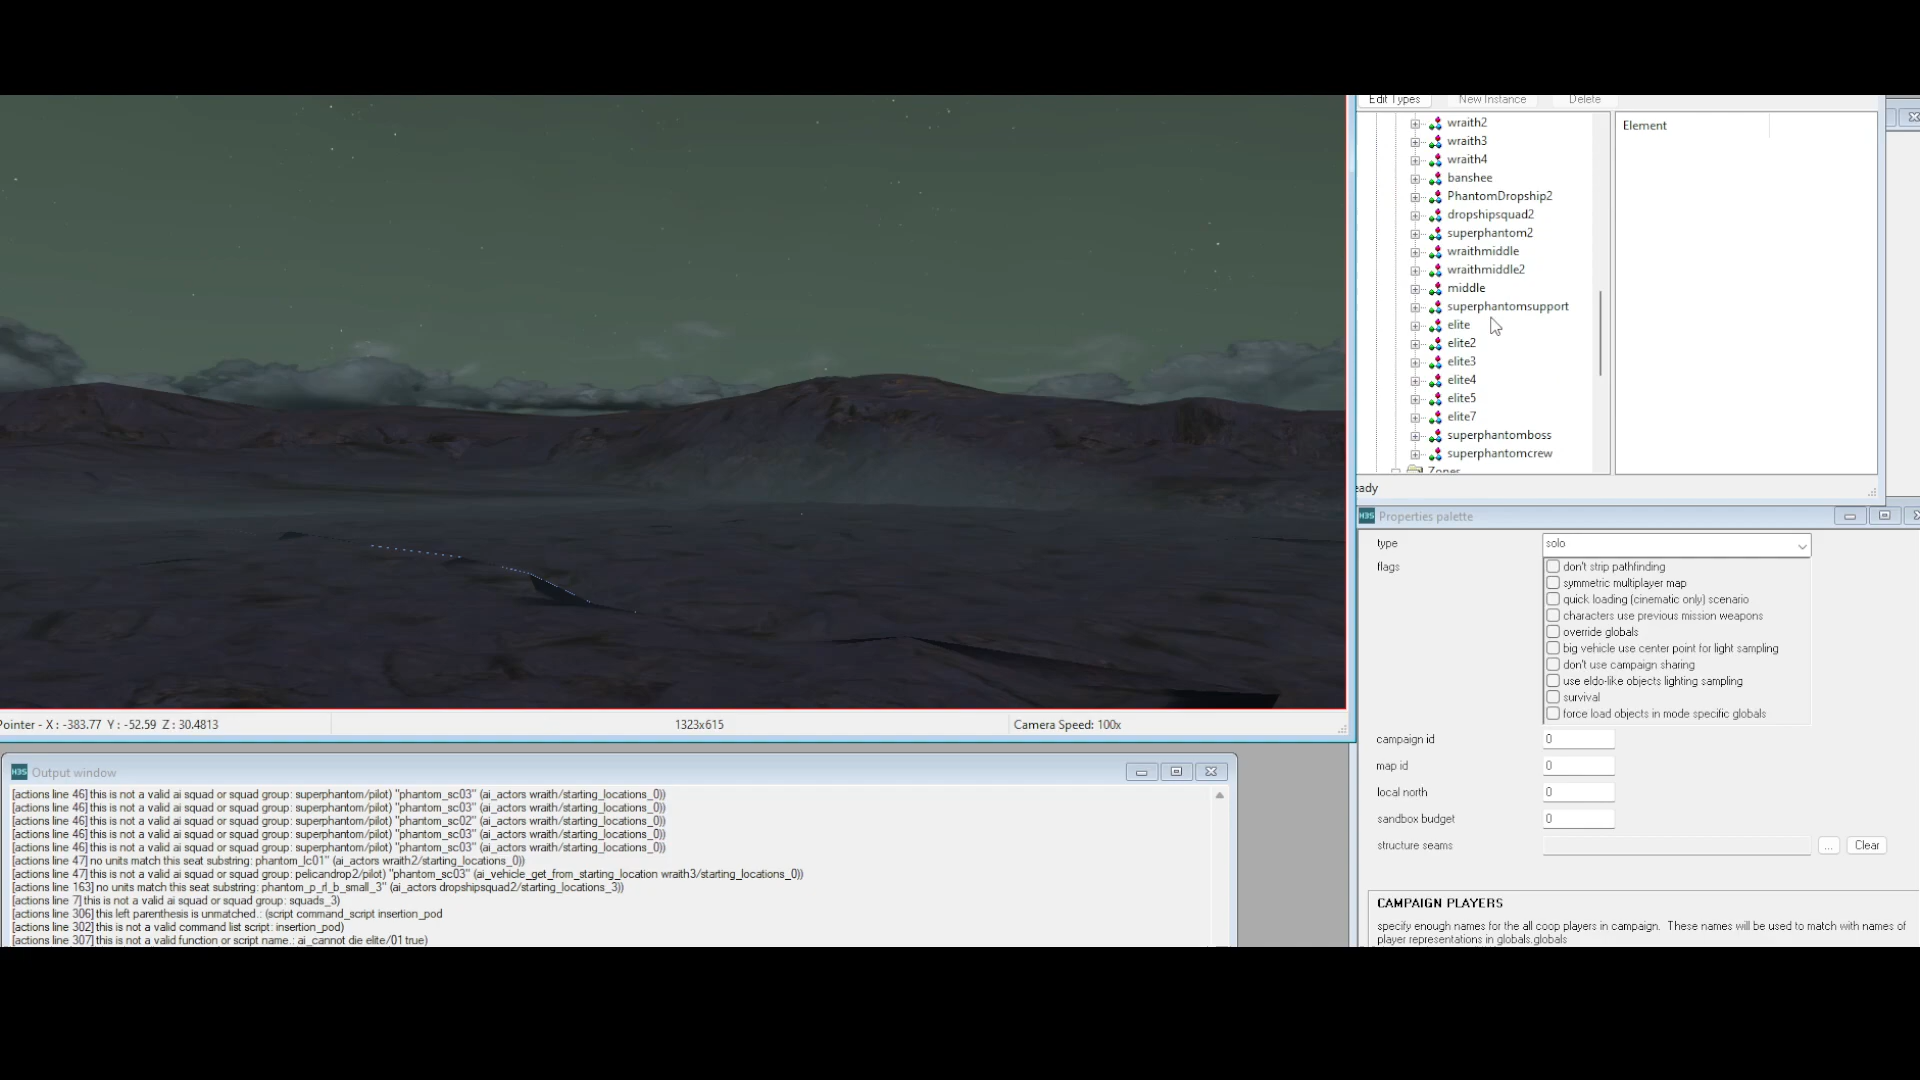 Edit Types New Instance Delete
wraith2
wraith3
wraith4
banshee
PhantomDropship2
dropshipsquad2
superphantom2
wraithmiddle
wraithmiddle2
middle
superphantomsupport
elite
elite2
elite3
elite4
elite5
elite7
superphantomboss
superphantomcrew
Zones
Element
eady
H3S Properties palette
type solo
flags
don't strip pathfinding
symmetric multiplayer map
quick loading (cinematic only) scenario
characters use previous mission weapons
override globals
big vehicle use center point for light sampling
don't use campaign sharing
use eldo-like objects lighting sampling
survival
force load objects in mode specific globals
campaign id 0
map id 0
local north 0
sandbox budget 0
structure seams ... Clear
CAMPAIGN PLAYERS
specify enough names for the all coop players in campaign. These names will be used to match with names of
player representations in globals.globals
Pointer - X : -383.77 Y : -52.59 Z : 30.4813 1323x615 Camera Speed: 100x
H3S Output window
[actions line 46] this is not a valid ai squad or squad group: superphantom/pilot) "phantom_sc03" (ai_actors wraith/starting_locations_0))
[actions line 46] this is not a valid ai squad or squad group: superphantom/pilot) "phantom_sc03" (ai_actors wraith/starting_locations_0))
[actions line 46] this is not a valid ai squad or squad group: superphantom/pilot) "phantom_sc02" (ai_actors wraith/starting_locations_0))
[actions line 46] this is not a valid ai squad or squad group: superphantom/pilot) "phantom_sc03" (ai_actors wraith/starting_locations_0))
[actions line 46] this is not a valid ai squad or squad group: superphantom/pilot) "phantom_sc03" (ai_actors wraith/starting_locations_0))
[actions line 47] no units match this seat substring: phantom_lc01" (ai_actors wraith2/starting_locations_0))
[actions line 47] this is not a valid ai squad or squad group: pelicandrop2/pilot) "phantom_sc03" (ai_vehicle_get_from_starting_location wraith3/starting_locations_0))
[actions line 163] no units match this seat substring: phantom_p_rl_b_small_3" (ai_actors dropshipsquad2/starting_locations_3))
[actions line 7] this is not a valid ai squad or squad group: squads_3)
[actions line 306] this left parenthesis is unmatched.: (script command_script insertion_pod
[actions line 302] this is not a valid command list script: insertion_pod)
[actions line 307] this is not a valid function or script name.: ai_cannot die elite/01 true)